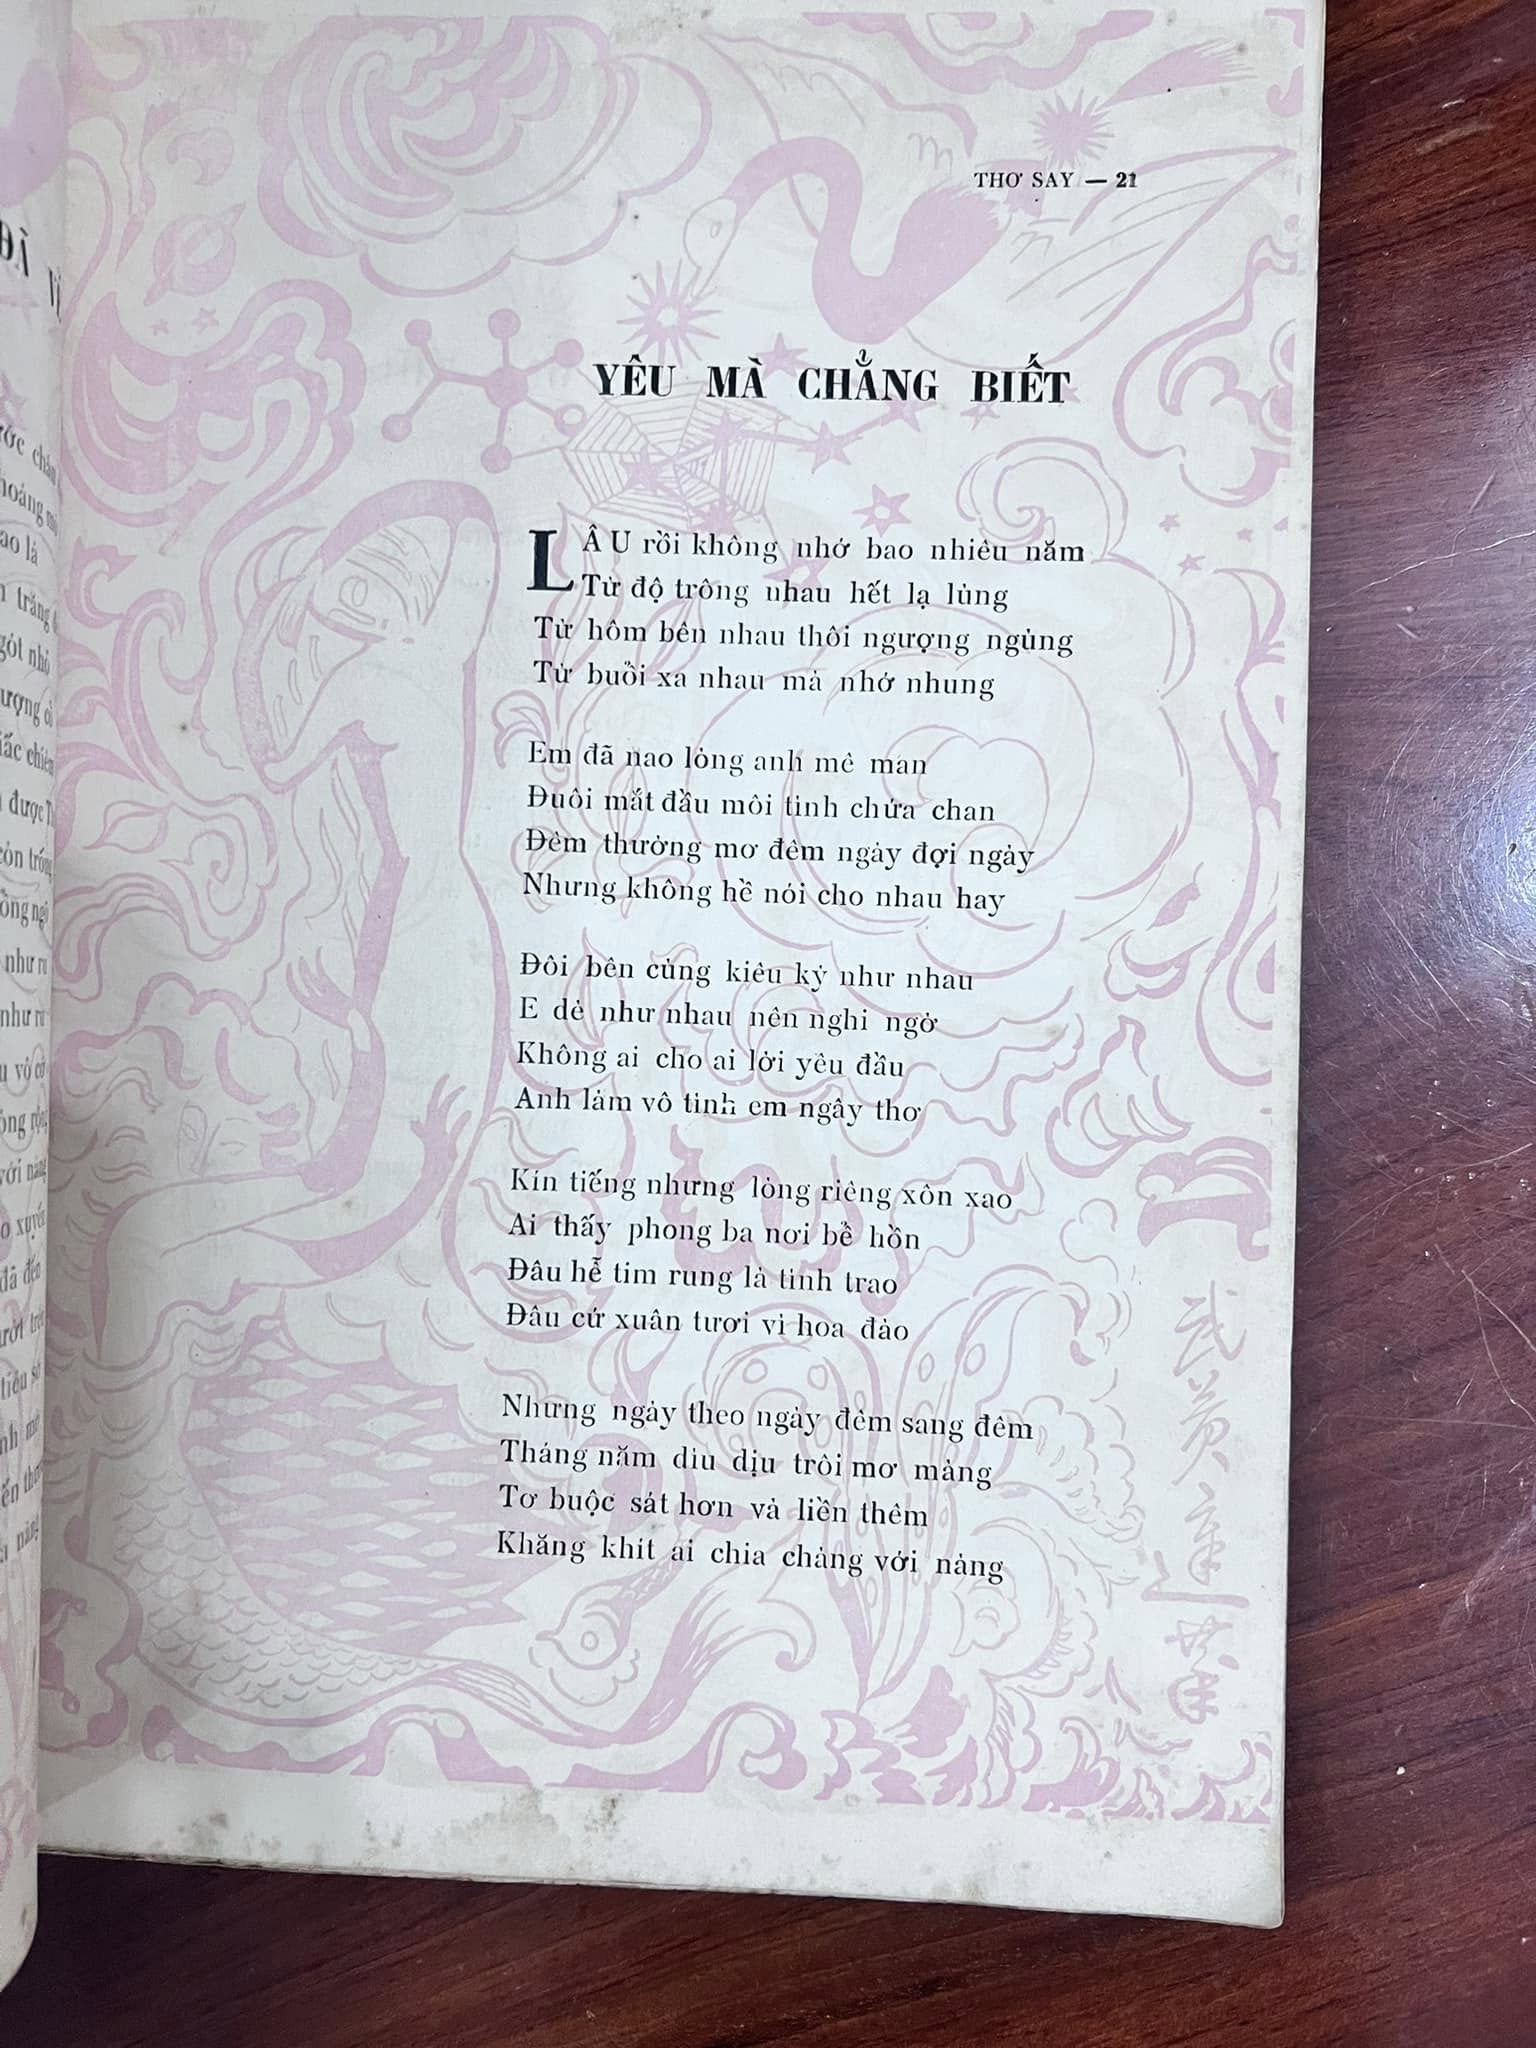 THƠ SAY — 21
YÊU MÀ CHẲNG BIẾT
LÂU rồi không nhớ bao nhiêu năm
Từ độ trông nhau hết lạ lùng
Từ hôm bên nhau thôi ngượng ngùng
Từ buổi xa nhau mà nhớ nhung
Em đã nao lòng anh mê man
Đuôi mắt đầu môi tình chứa chan
Đêm thường mơ đêm ngày đợi ngày
Nhưng không hề nói cho nhau hay
Đôi bên cùng kiêu kỳ như nhau
E dè như nhau nên nghi ngờ
Không ai cho ai lời yêu đầu
Anh làm vô tình em ngây thơ
Kín tiếng nhưng lòng riêng xôn xao
Ai thấy phong ba nơi bể hồn
Đâu hễ tim rung là tình trao
Đâu cứ xuân tươi vì hoa đào
Nhưng ngày theo ngày đêm sang đêm
Tháng năm dìu dịu trôi mơ màng
Tơ buộc sát hơn và liền thêm
Khăng khít ai chia chàng với nàng